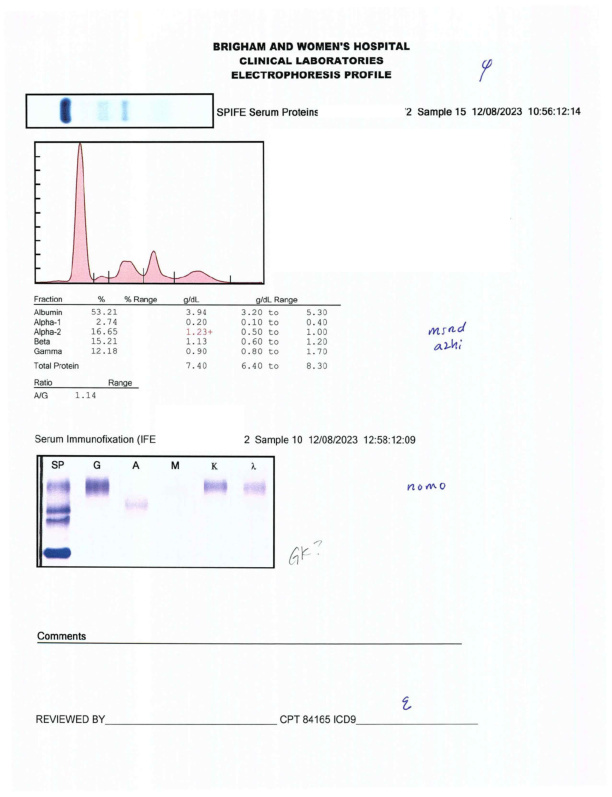 BRIGHAM AND WOMEN'S HOSPITAL
CLINICAL LABORATORIES
ELECTROPHORESIS PROFILE
φ
SPIFE Serum Proteins 2 Sample 15 12/08/2023 10:56:12:14
Fraction % % Range g/dL g/dL Range
Albumin 53.21 3.94 3.20 to 5.30
Alpha-1 2.74 0.20 0.10 to 0.40
Alpha-2 16.65 1.23+ 0.50 to 1.00
Beta 15.21 1.13 0.60 to 1.20
Gamma 12.18 0.90 0.80 to 1.70
Total Protein 7.40 6.40 to 8.30
msnd
a2hi
Ratio Range
A/G 1.14
Serum Immunofixation (IFE 2 Sample 10 12/08/2023 12:58:12:09
SP G A M K λ
nomo
GK?
Comments
REVIEWED BY CPT 84165 ICD9